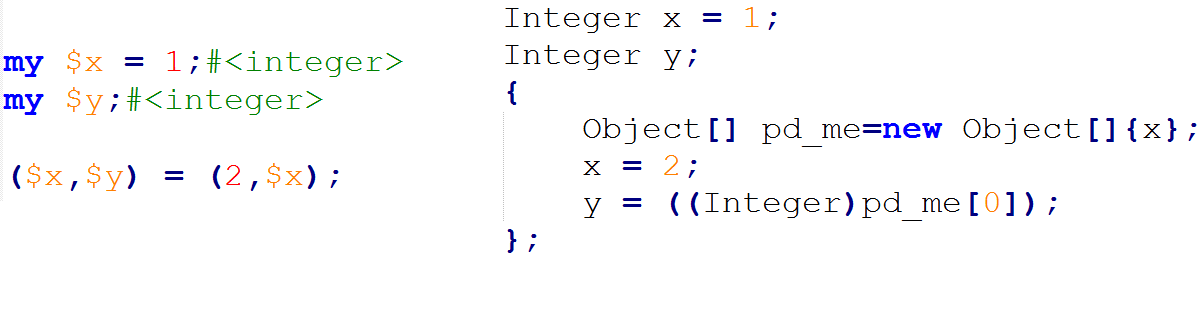 my $x = 1;#<integer>
my $y;#<integer>
($x,$y) = (2,$x);
Integer x = 1;
Integer y;
{
Object[] pd_me=new Object[]{x};
x = 2;
y = ((Integer)pd_me[0]);
};